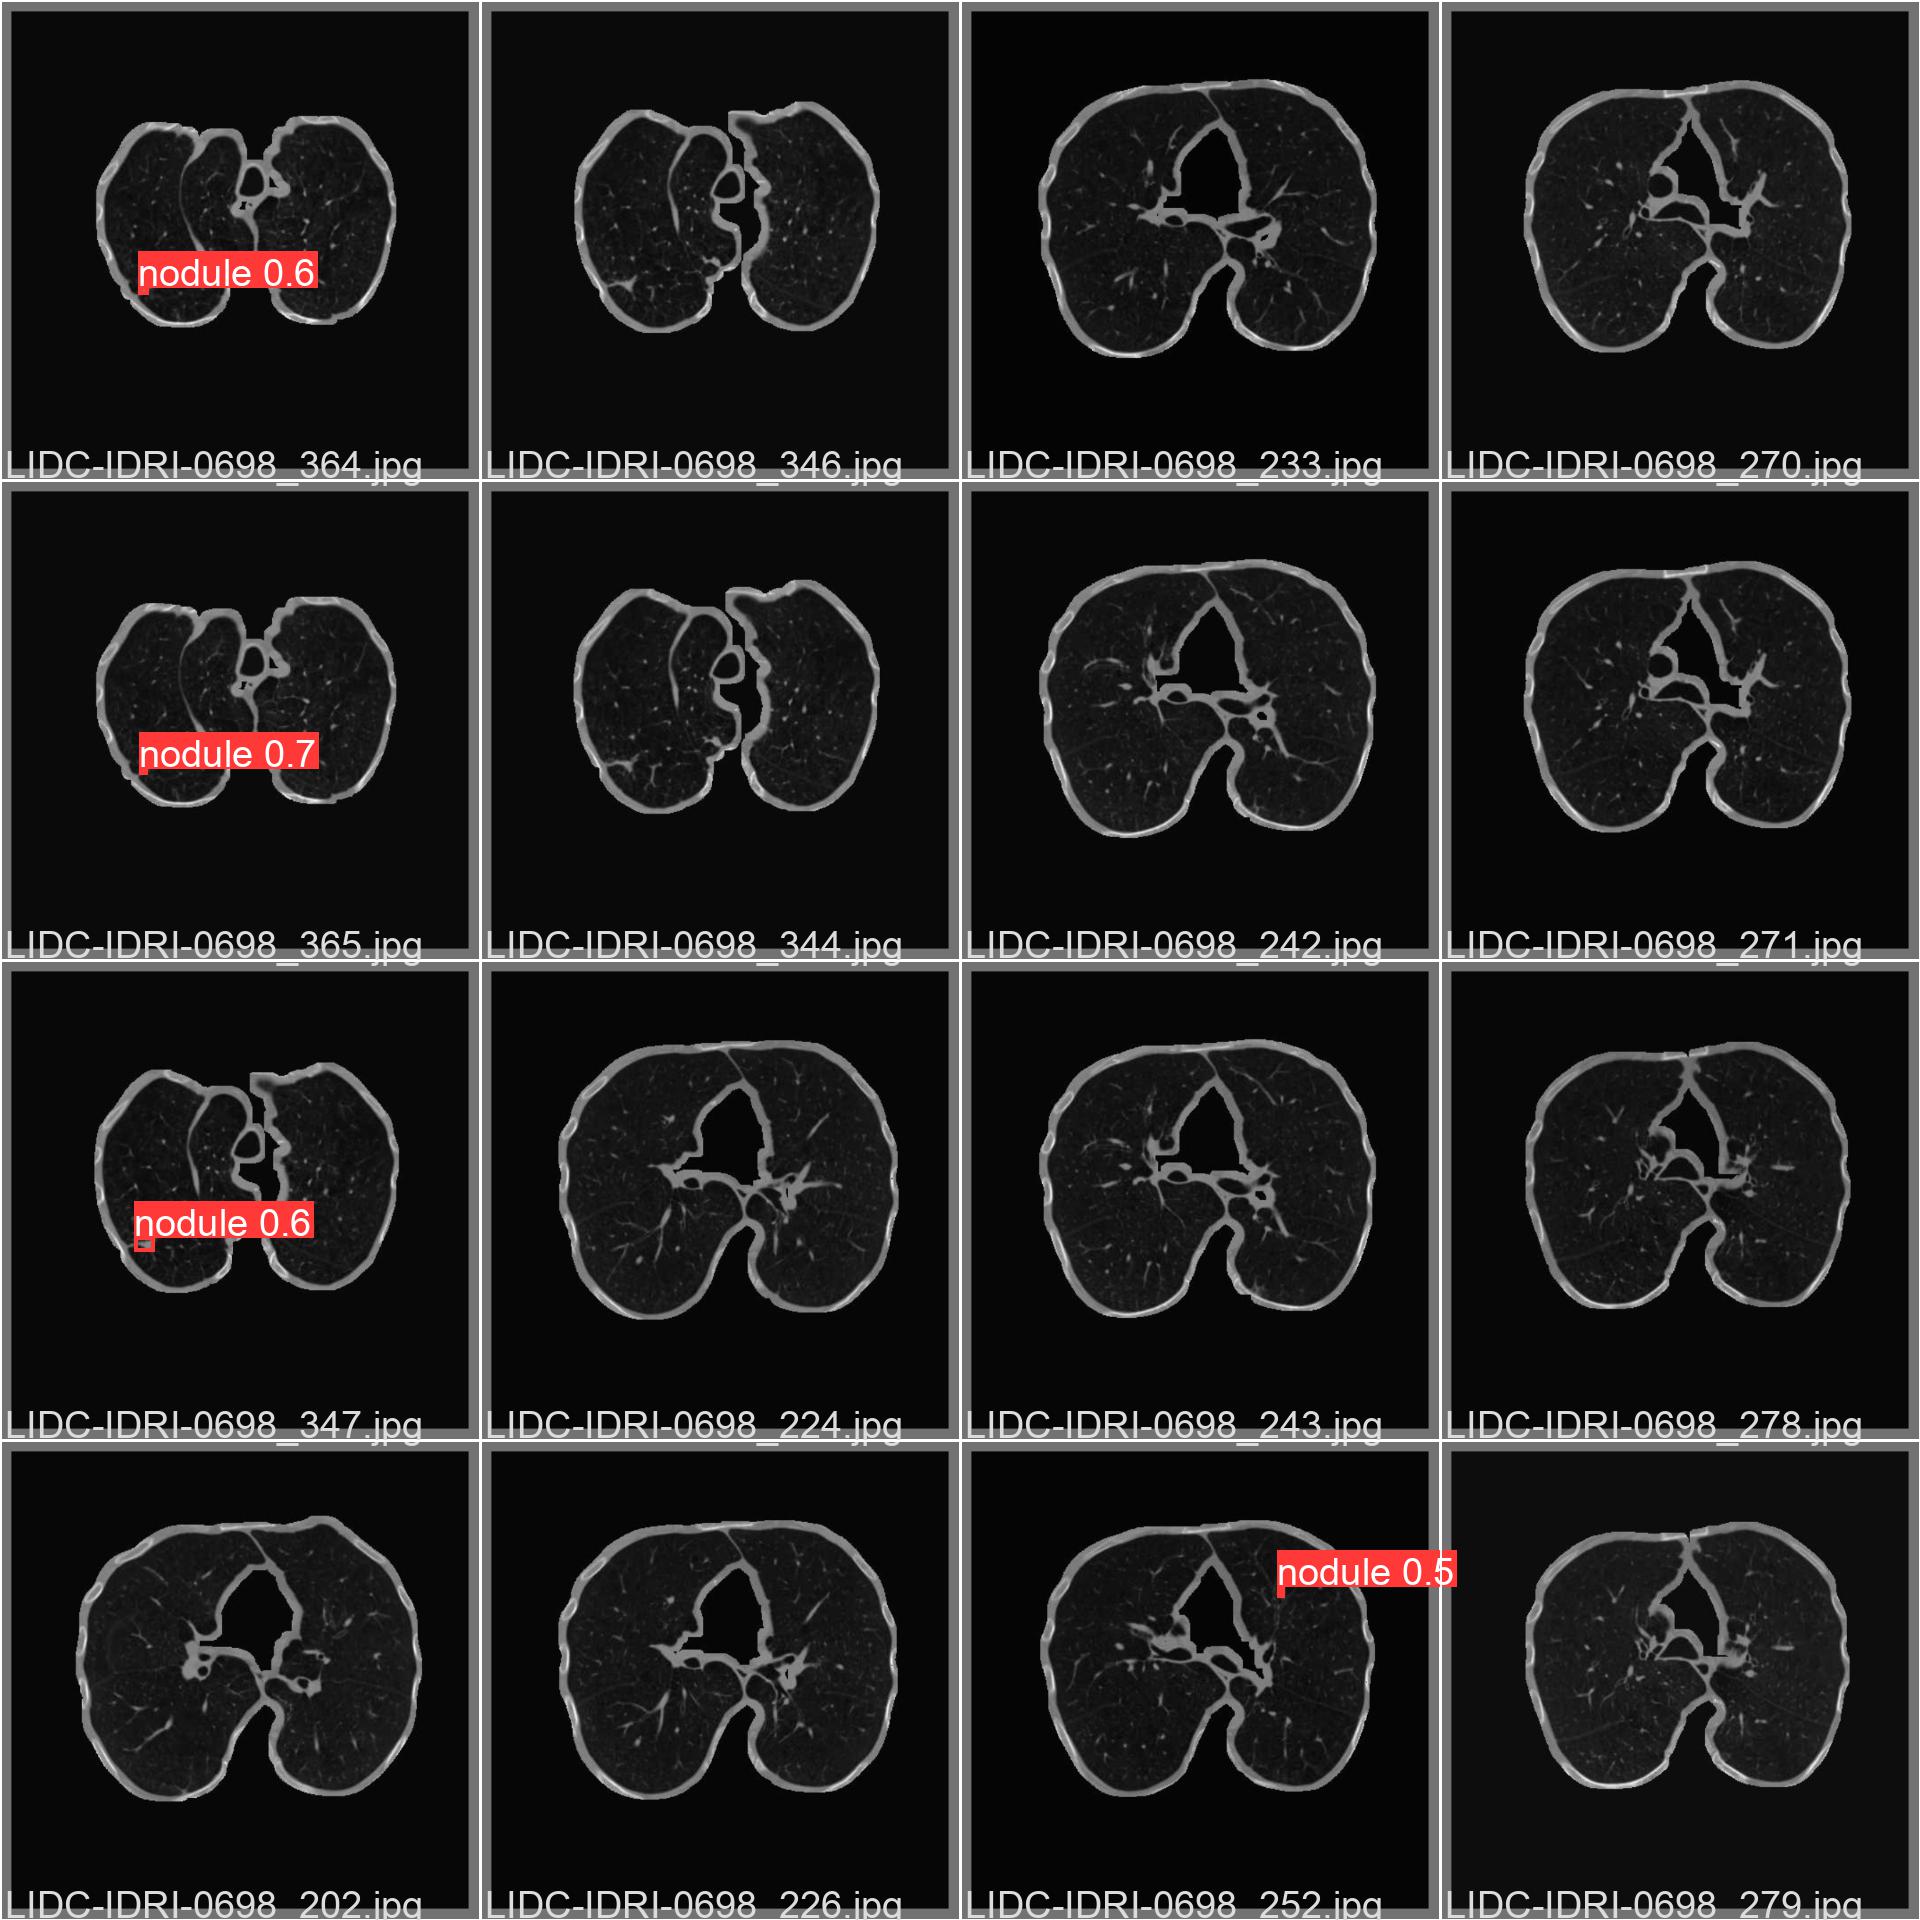 nodule 0.6
LIDC-IDRI-0698_364.jpg
LIDC-IDRI-0698_346.jpg
LIDC-IDRI-0698_233.jpg
LIDC-IDRI-0698_270.jpg
nodule 0.7
LIDC-IDRI-0698_365.jpg
LIDC-IDRI-0698_344.jpg
LIDC-IDRI-0698_242.jpg
LIDC-IDRI-0698_271.jpg
nodule 0.6
LIDC-IDRI-0698_347.jpg
LIDC-IDRI-0698_224.jpg
LIDC-IDRI-0698_243.jpg
LIDC-IDRI-0698_278.jpg
nodule 0.5
LIDC-IDRI-0698_202.jpg
LIDC-IDRI-0698_226.jpg
LIDC-IDRI-0698_252.jpg
LIDC-IDRI-0698_279.jpg